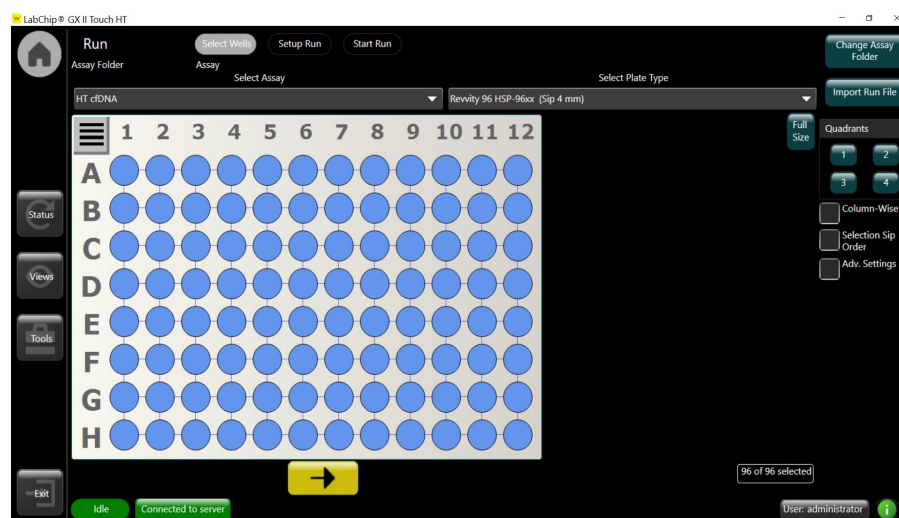 LabChip® GX II Touch HT
Run
Select Wells
Setup Run
Start Run
Change Assay
Folder
Assay Folder
Assay
Select Assay
Select Plate Type
HT cfDNA
Revvity 96 HSP-96xx (Sip 4 mm)
Import Run File
Full
Size
Quadrants
1 2
3 4
Column-Wise
Selection Sip
Order
Adv. Settings
1 2 3 4 5 6 7 8 9 10 11 12
A
B
C
D
E
F
G
H
Status
Views
Tools
Exit
96 of 96 selected
Idle
Connected to server
User: administrator
i